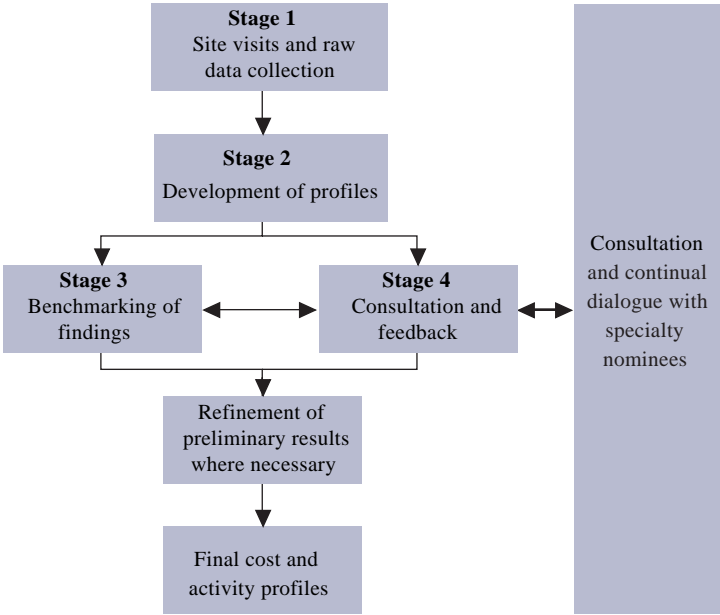 Stage 1
Site visits and raw
data collection
Stage 2
Development of profiles
Stage 3
Benchmarking of
findings
Stage 4
Consultation and
feedback
Consultation
and continual
dialogue with
specialty
nominees
Refinement of
preliminary results
where necessary
Final cost and
activity profiles